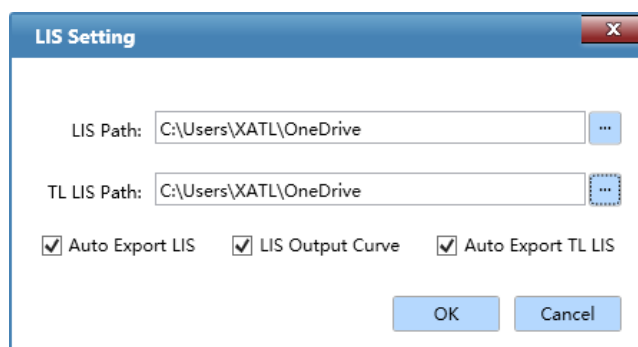 LIS Setting
x
LIS Path: C:\Users\XATL\OneDrive ...
TL LIS Path: C:\Users\XATL\OneDrive ...
Auto Export LIS LIS Output Curve Auto Export TL LIS
OK Cancel